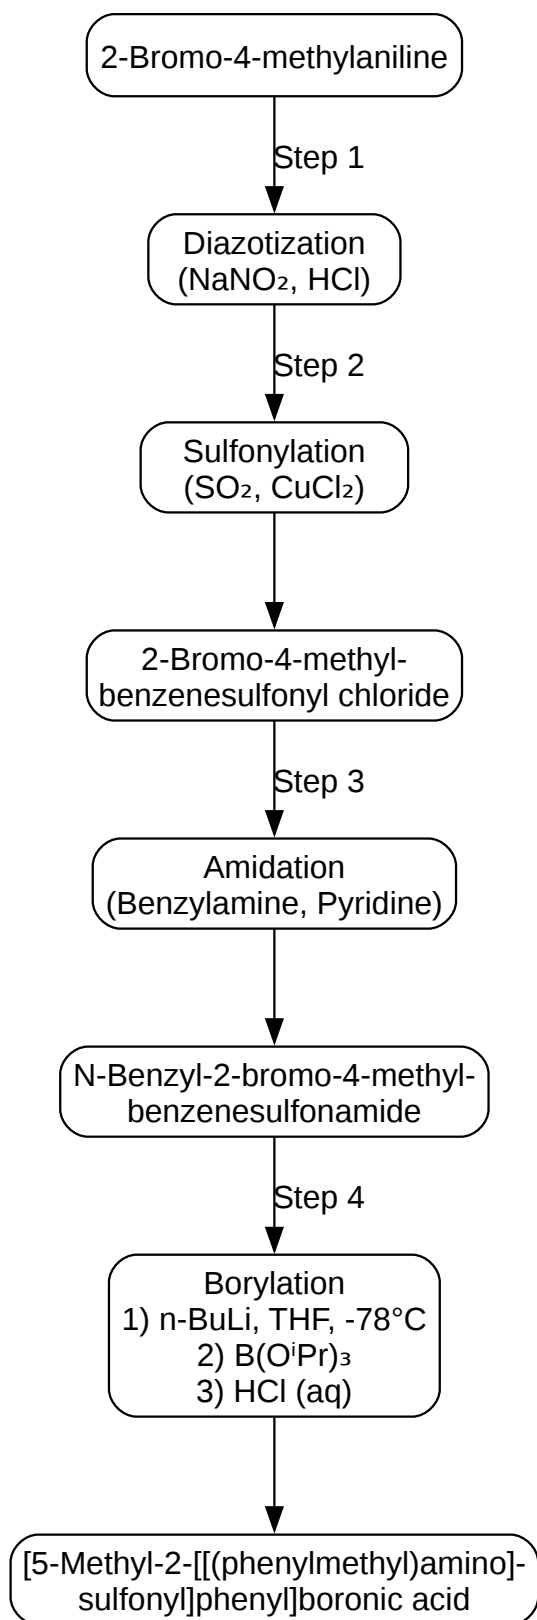 2-Bromo-4-methylaniline
Step 1
Diazotization
(NaNO₂, HCl)
Step 2
Sulfonylation
(SO₂, CuCl₂)
2-Bromo-4-methyl-
benzenesulfonyl chloride
Step 3
Amidation
(Benzylamine, Pyridine)
N-Benzyl-2-bromo-4-methyl-
benzenesulfonamide
Step 4
Borylation
1) n-BuLi, THF, -78°C
2) B(OⁱPr)₃
3) HCl (aq)
[5-Methyl-2-[[(phenylmethyl)amino]-
sulfonyl]phenyl]boronic acid